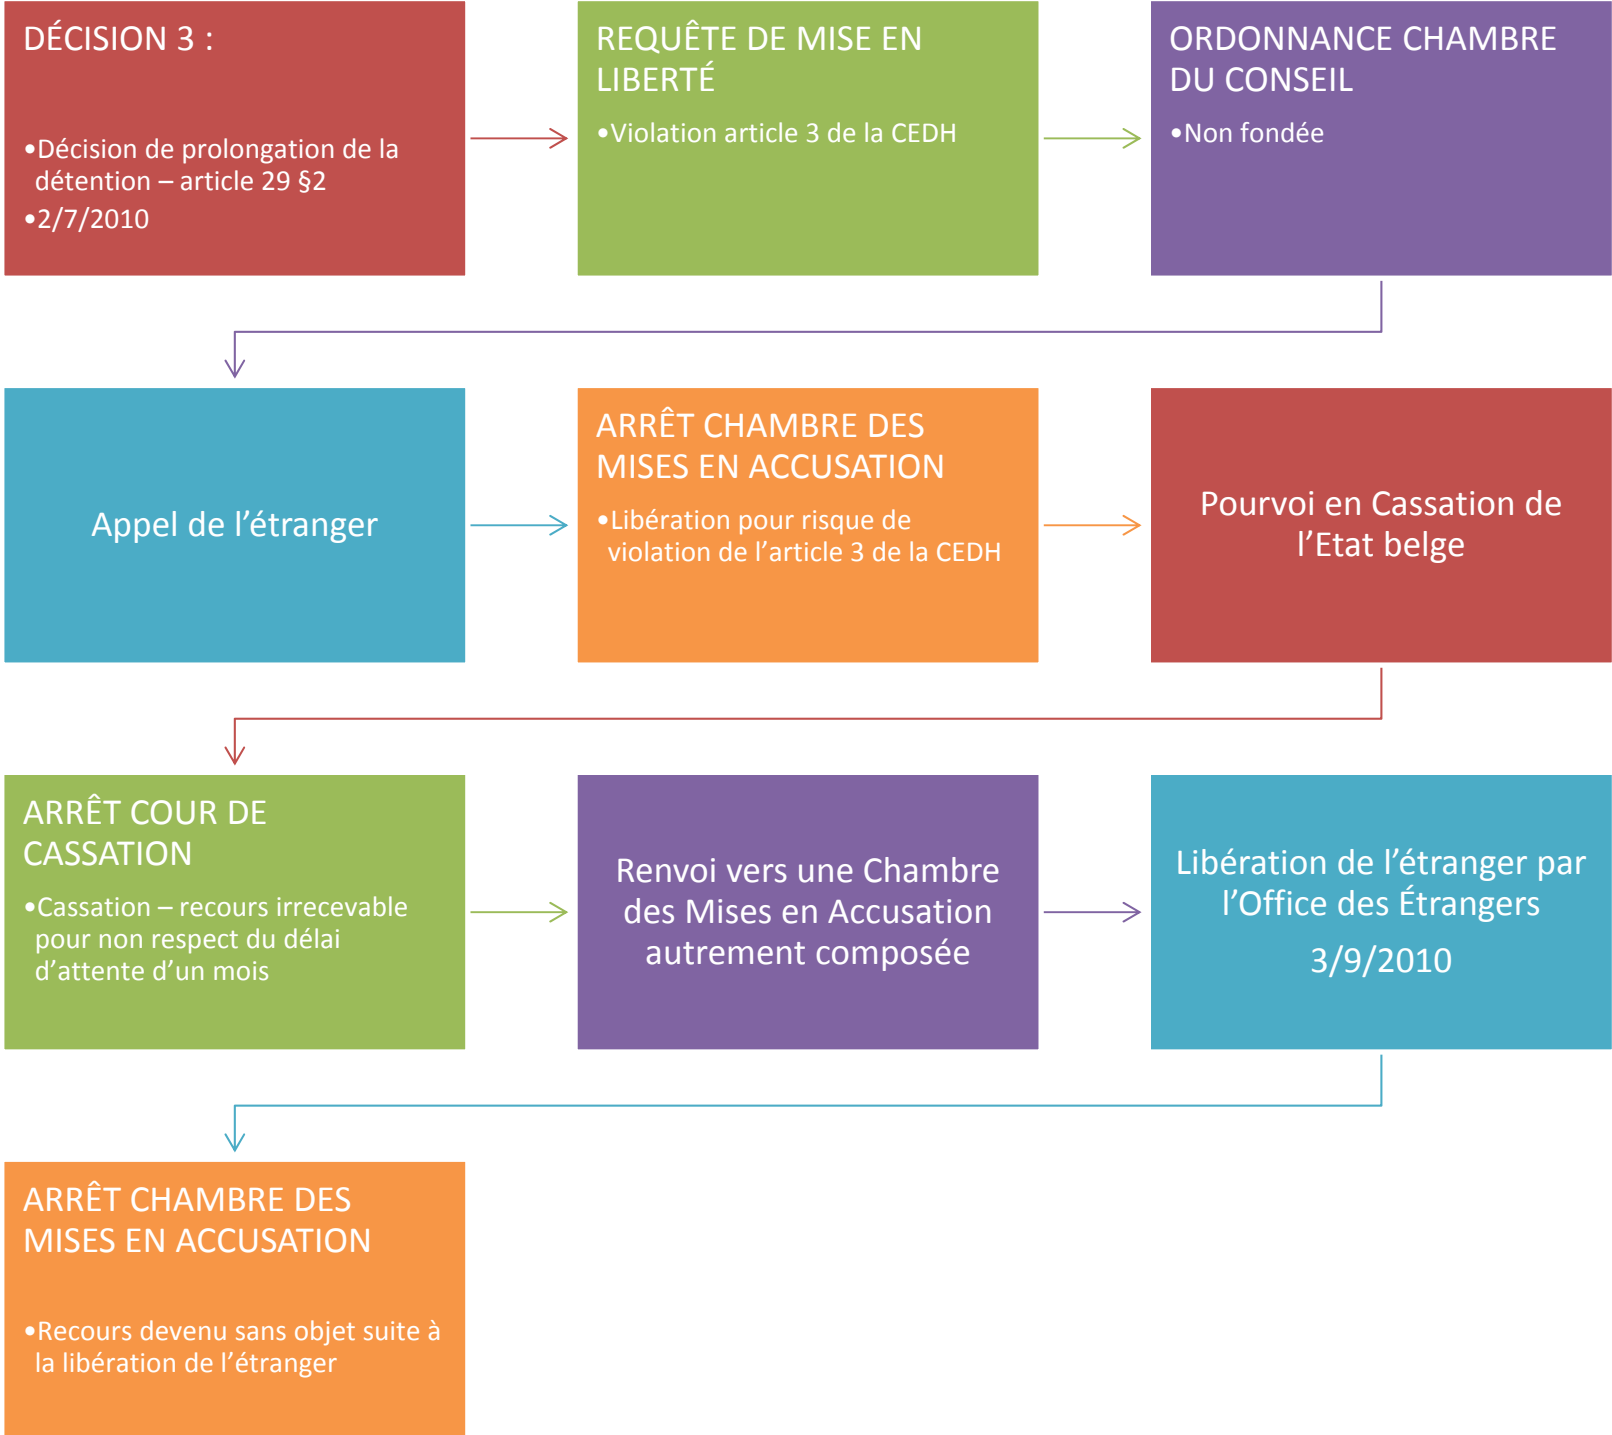 DÉCISION 3 :
•Décision de prolongation de la
détention – article 29 §2
•2/7/2010
REQUÊTE DE MISE EN
LIBERTÉ
•Violation article 3 de la CEDH
ORDONNANCE CHAMBRE
DU CONSEIL
•Non fondée
Appel de l’étranger
ARRÊT CHAMBRE DES
MISES EN ACCUSATION
•Libération pour risque de
violation de l’article 3 de la CEDH
Pourvoi en Cassation de
l’Etat belge
ARRÊT COUR DE
CASSATION
•Cassation – recours irrecevable
pour non respect du délai
d’attente d’un mois
Renvoi vers une Chambre
des Mises en Accusation
autrement composée
Libération de l’étranger par
l’Office des Étrangers
3/9/2010
ARRÊT CHAMBRE DES
MISES EN ACCUSATION
•Recours devenu sans objet suite à
la libération de l’étranger